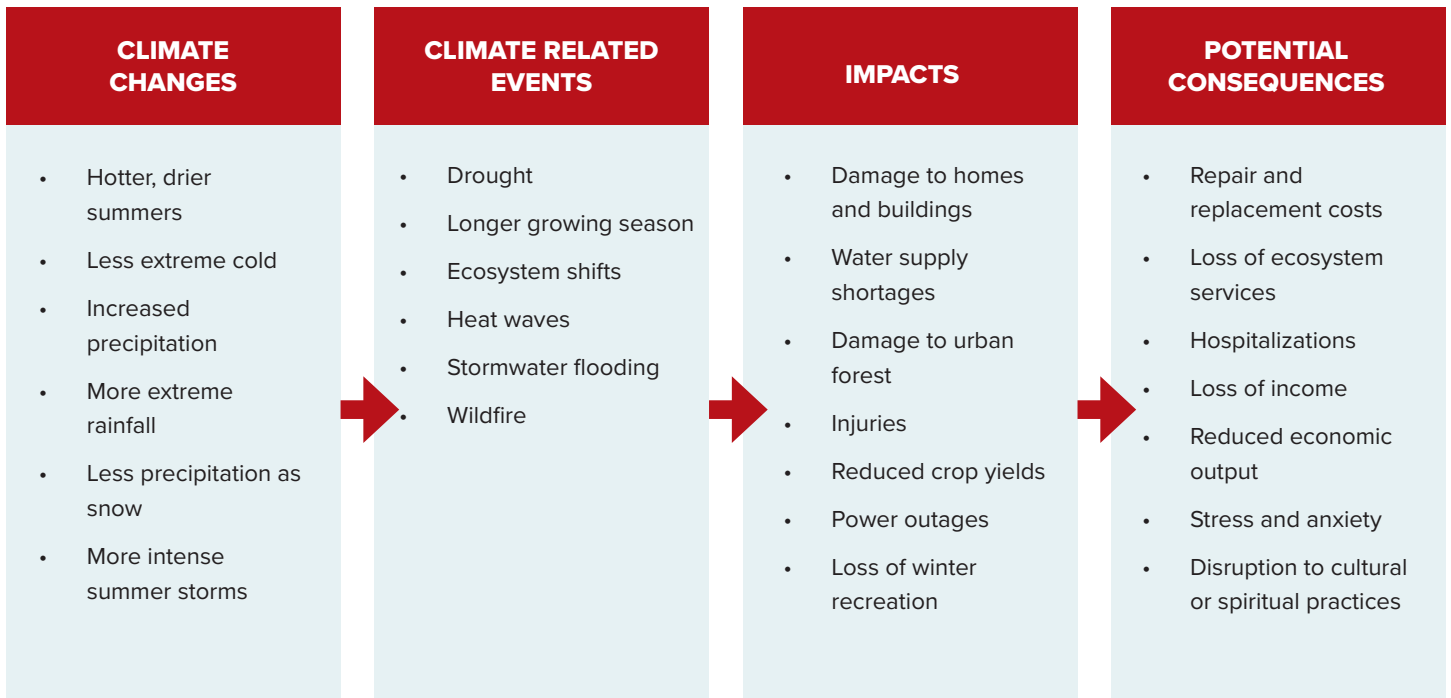 CLIMATE
CHANGES
• Hotter, drier
summers
• Less extreme cold
• Increased
precipitation
• More extreme
rainfall
• Less precipitation as
snow
• More intense
summer storms
CLIMATE RELATED
EVENTS
• Drought
• Longer growing season
• Ecosystem shifts
• Heat waves
• Stormwater flooding
• Wildfire
IMPACTS
• Damage to homes
and buildings
• Water supply
shortages
• Damage to urban
forest
• Injuries
• Reduced crop yields
• Power outages
• Loss of winter
recreation
POTENTIAL
CONSEQUENCES
• Repair and
replacement costs
• Loss of ecosystem
services
• Hospitalizations
• Loss of income
• Reduced economic
output
• Stress and anxiety
• Disruption to cultural
or spiritual practices